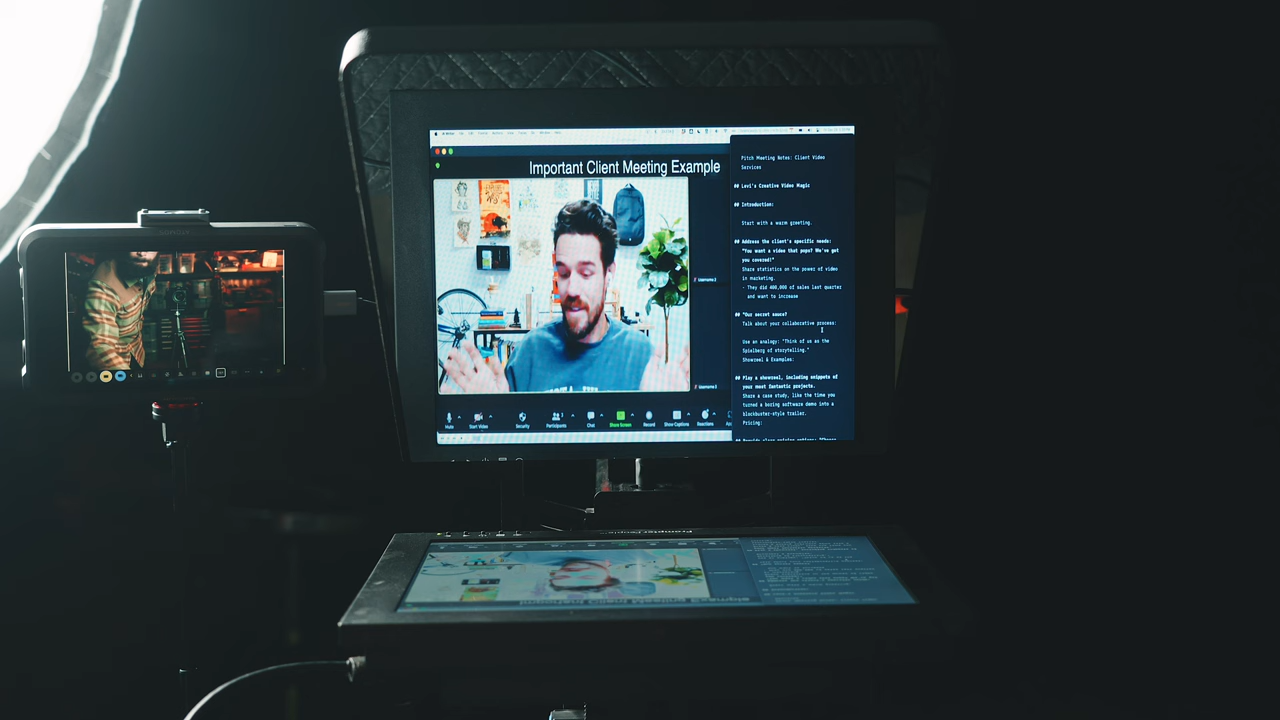 Important Client Meeting Example
Pitch Meeting Notes: Client Video
Services
## Levi's Creative Video Magic
## Introduction:
Start with a warm greeting.
## Address the client's specific needs:
"You want a video that pops? We've got
you covered!"
Share statistics on the power of video
in marketing.
- They did 400,000 of sales last quarter
and want to increase
## "Our secret sauce?
Talk about your collaborative process:
Use an analogy: "Think of us as the
Spielberg of storytelling."
Showreel & Examples:
## Play a showreel, including snippets of
your most fantastic projects.
Share a case study, like the time you
turned a boring software demo into a
blockbuster-style trailer.
Pricing:
Username 2
Username 3
Mute
Start Video
Security
Participants
Chat
Share Screen
Record
Show Captions
Reactions